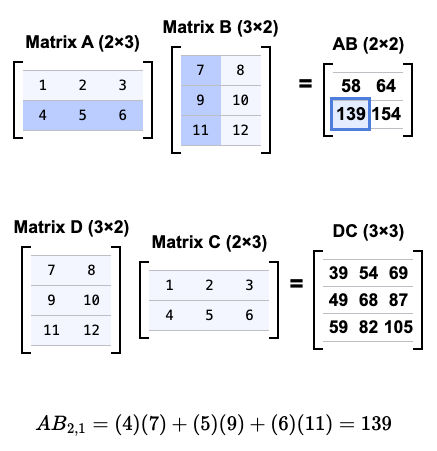 Matrix A (2×3) Matrix B (3×2) AB (2×2)
1 2 3
4 5 6
7 8
9 10
11 12
=
58 64
139 154
Matrix D (3×2) Matrix C (2×3) DC (3×3)
7 8
9 10
11 12
1 2 3
4 5 6
=
39 54 69
49 68 87
59 82 105
AB₂,₁ = (4)(7) + (5)(9) + (6)(11) = 139